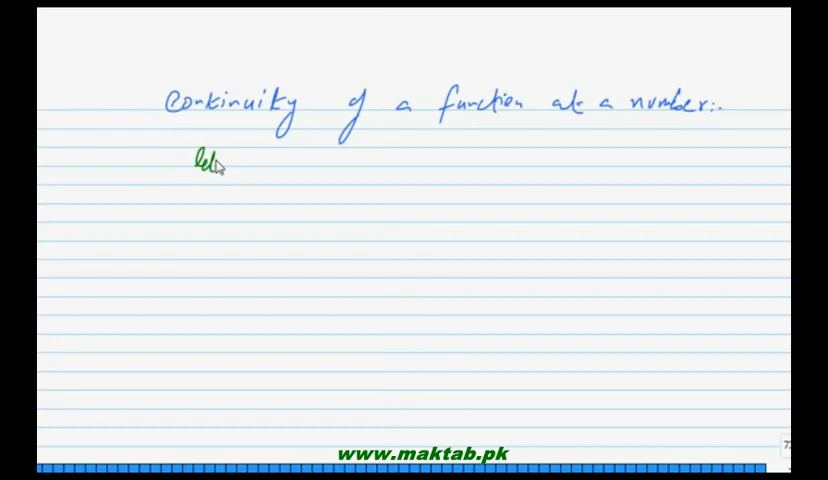 Continuity of a function at a number:-
let
www.maktab.pk